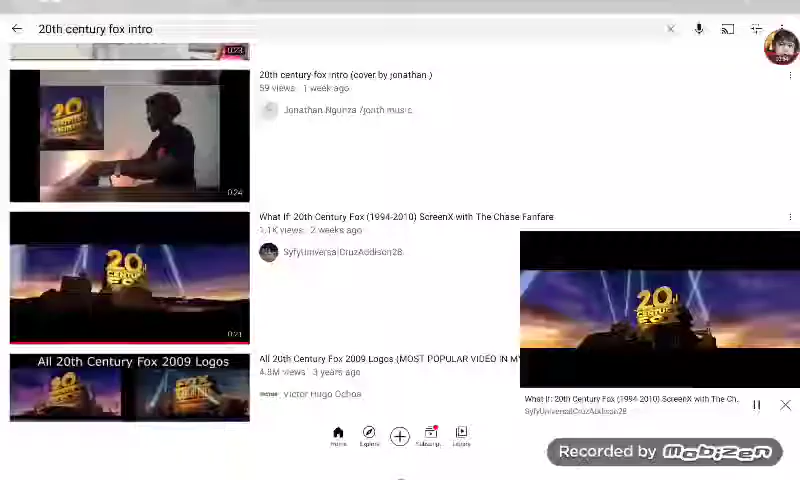 20th century fox intro
0:23
20th century fox intro (cover by jonathan )
59 views · 1 week ago
Jonathan Ngunza /jonth music.
0:24
What If: 20th Century Fox (1994-2010) ScreenX with The Chase Fanfare
1.1K views · 2 weeks ago
SyfyUniversalCruzAddison28
0:21
All 20th Century Fox 2009 Logos
All 20th Century Fox 2009 Logos (MOST POPULAR VIDEO IN MY
4.8M views · 3 years ago
Victor Hugo Ochoa
What If: 20th Century Fox (1994-2010) ScreenX with The Ch..
SyfyUniversalCruzAddison28
Home
Explore
Subscrip..
Library
Recorded by Mobizen